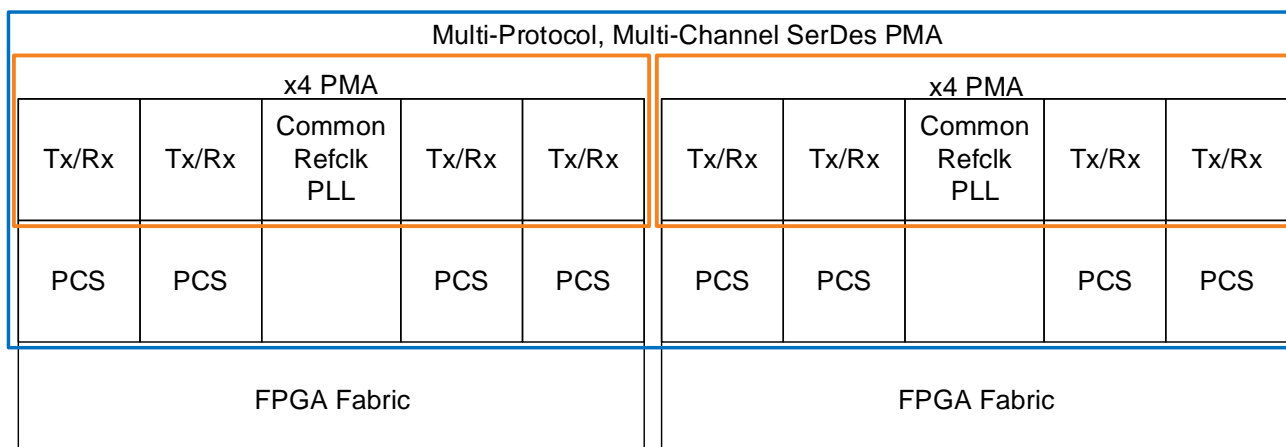 Multi-Protocol, Multi-Channel SerDes PMA
x4 PMA
x4 PMA
Tx/Rx Tx/Rx Common Refclk PLL Tx/Rx Tx/Rx
Tx/Rx Tx/Rx Common Refclk PLL Tx/Rx Tx/Rx
PCS PCS PCS PCS
PCS PCS PCS PCS
FPGA Fabric
FPGA Fabric